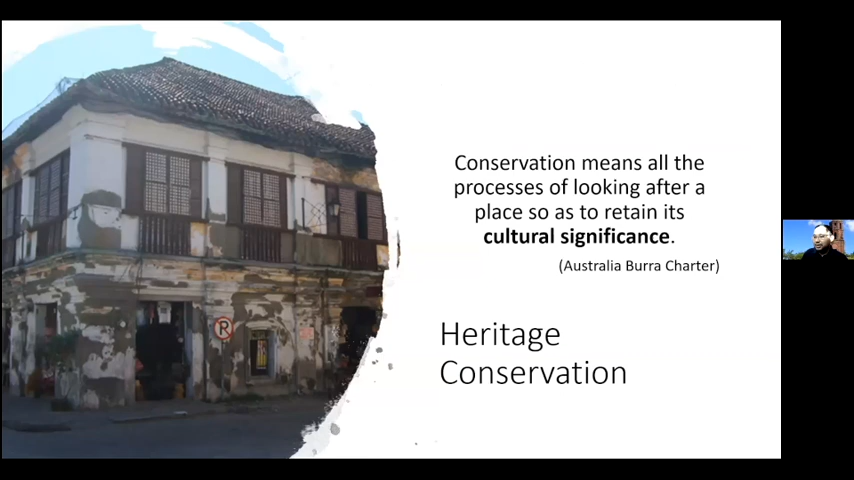 Conservation means all the
processes of looking after a
place so as to retain its
cultural significance.
(Australia Burra Charter)
Heritage
Conservation
R